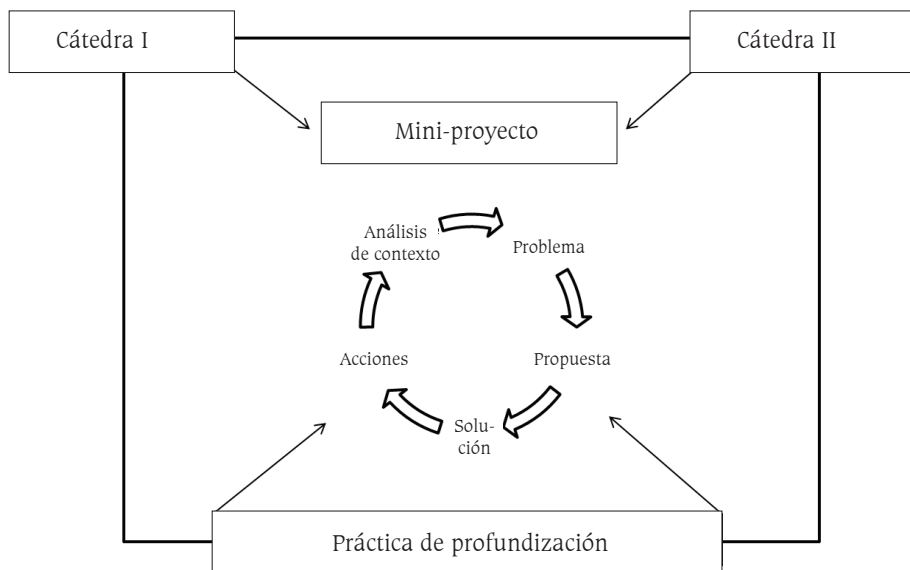 Cátedra I
Cátedra II
Mini-proyecto
Análisis
de contexto
Problema
Acciones
Propuesta
Solu-
ción
Práctica de profundización